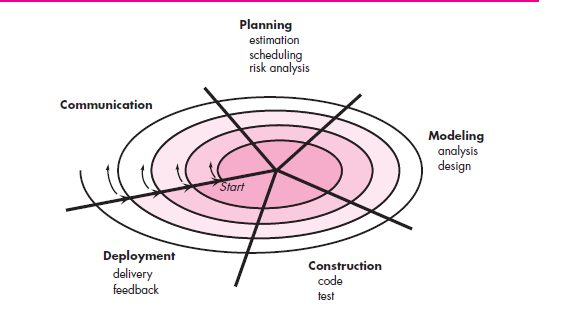 Planning
estimation
scheduling
risk analysis
Communication
Modeling
analysis
design
Start
Deployment
delivery
feedback
Construction
code
test